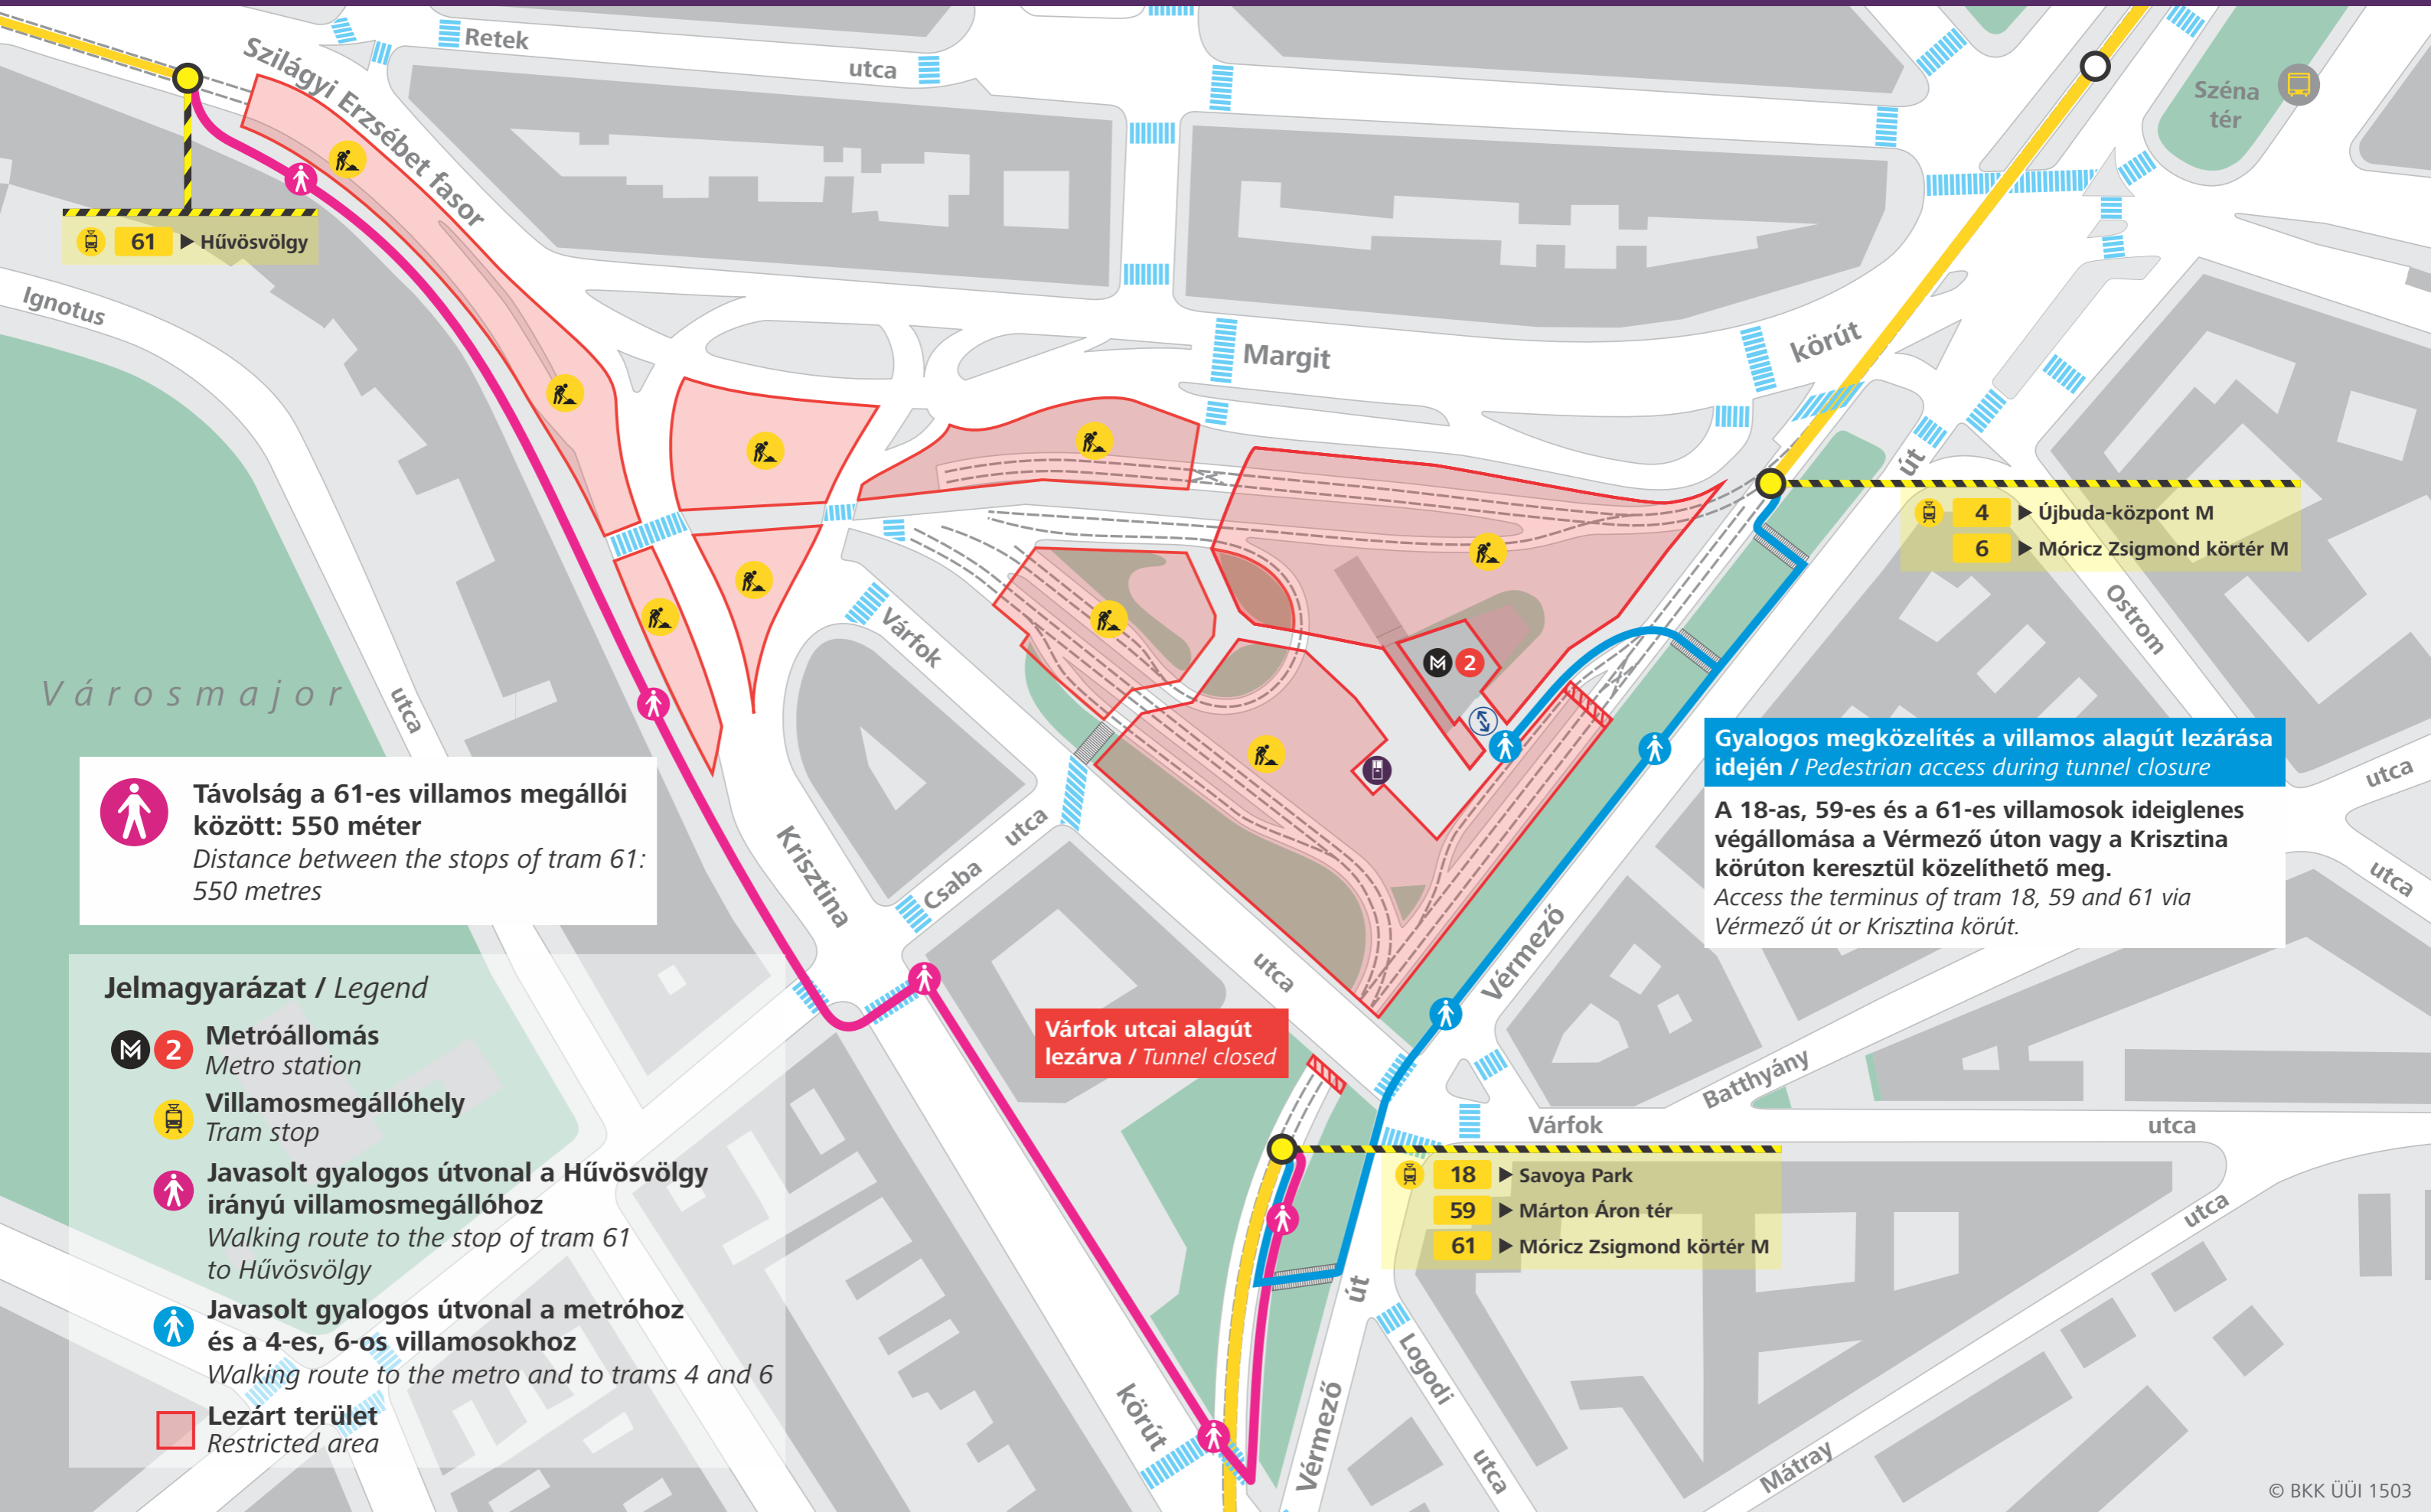 Retek
utca
Szilágyi Erzsébet fasor
Széna
tér
61 Hűvösvölgy
Ignotus
utca
Margit
körút
út
4 Újbuda-központ M
6 Móricz Zsigmond körtér M
Ostrom
utca
Várfok
utca
Városmajor
M 2
Gyalogos megközelítés a villamos alagút lezárása
idején / Pedestrian access during tunnel closure
A 18-as, 59-es és a 61-es villamosok ideiglenes
végállomása a Vérmező úton vagy a Krisztina
körúton keresztül közelíthető meg.
Access the terminus of tram 18, 59 and 61 via
Vérmező út or Krisztina körút.
Távolság a 61-es villamos megállói
között: 550 méter
Distance between the stops of tram 61:
550 metres
Krisztina
körút
Csaba
utca
Vérmező
út
utca
Várfok utcai alagút
lezárva / Tunnel closed
Batthyány
utca
Várfok
utca
18 Savoya Park
59 Márton Áron tér
61 Móricz Zsigmond körtér M
Jelmagyarázat / Legend
M 2 Metróállomás
Metro station
Villamosmegállóhely
Tram stop
Javasolt gyalogos útvonal a Hűvösvölgy
irányú villamosmegállóhoz
Walking route to the stop of tram 61
to Hűvösvölgy
Javasolt gyalogos útvonal a metróhoz
és a 4-es, 6-os villamosokhoz
Walking route to the metro and to trams 4 and 6
Lezárt terület
Restricted area
Vérmező
Logodi
utca
Mátray
utca
© BKK ÜÜI 1503